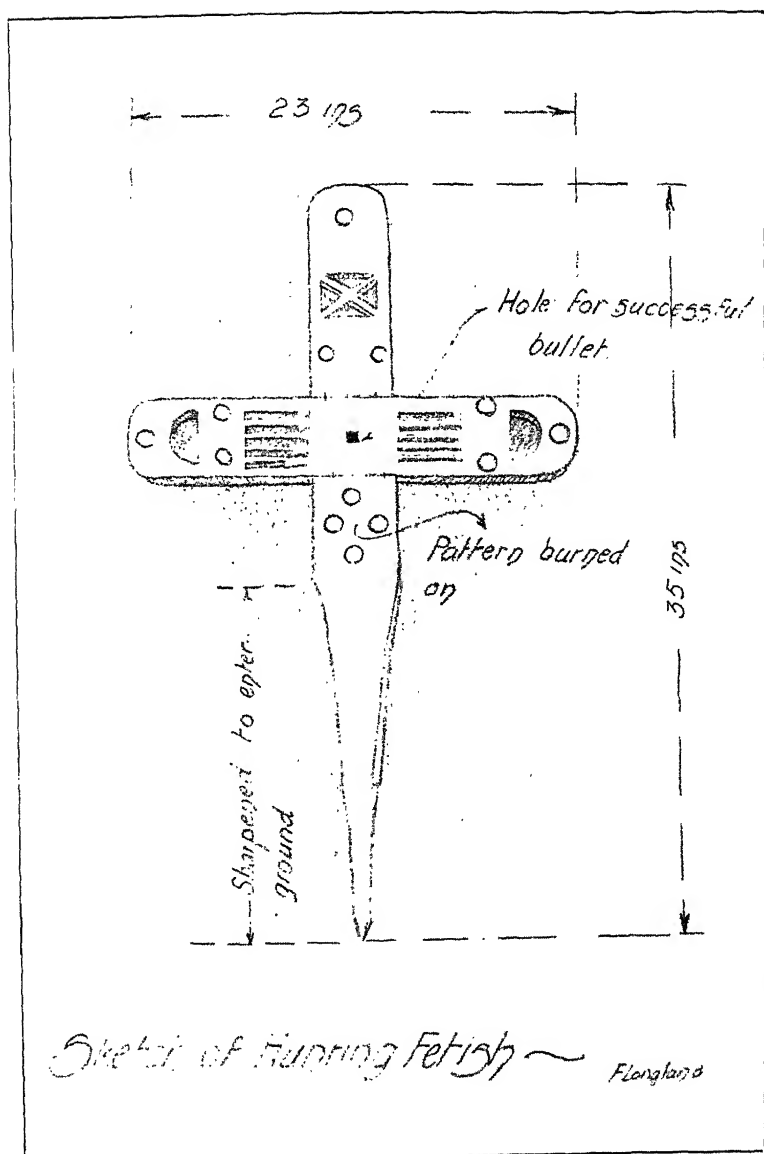 23 ins
Hole for successful
bullet
Pattern burned
on
35 ins
Sharpened to enter
ground
Sketch of Hunting Fetish
F Longland